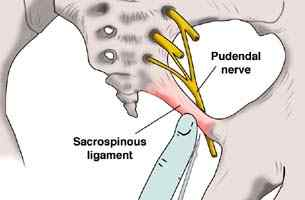 Pudendal
nerve
Sacrospinous
ligament